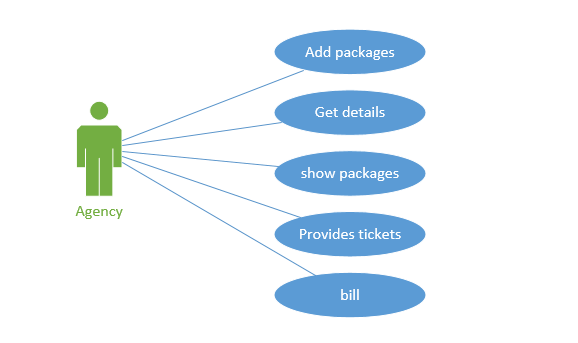 Add packages
Get details
show packages
Provides tickets
bill
Agency